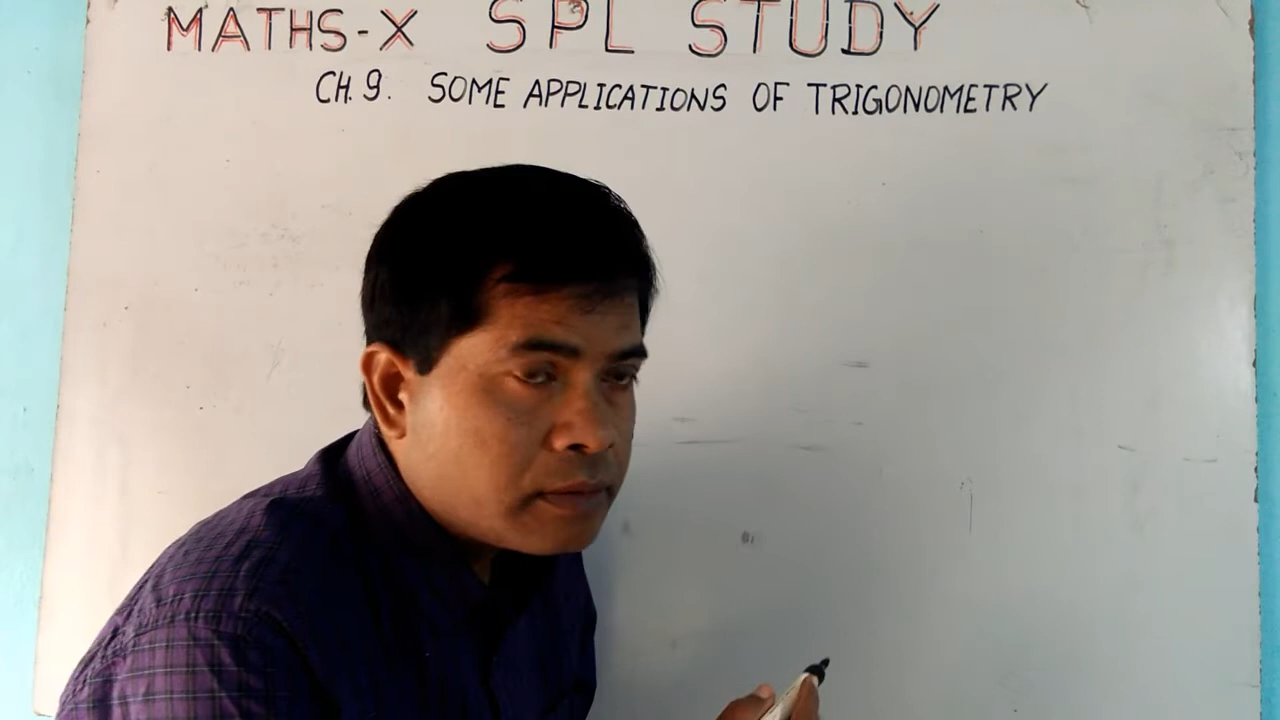 MATHS-X SPL STUDY
CH. 9. SOME APPLICATIONS OF TRIGONOMETRY